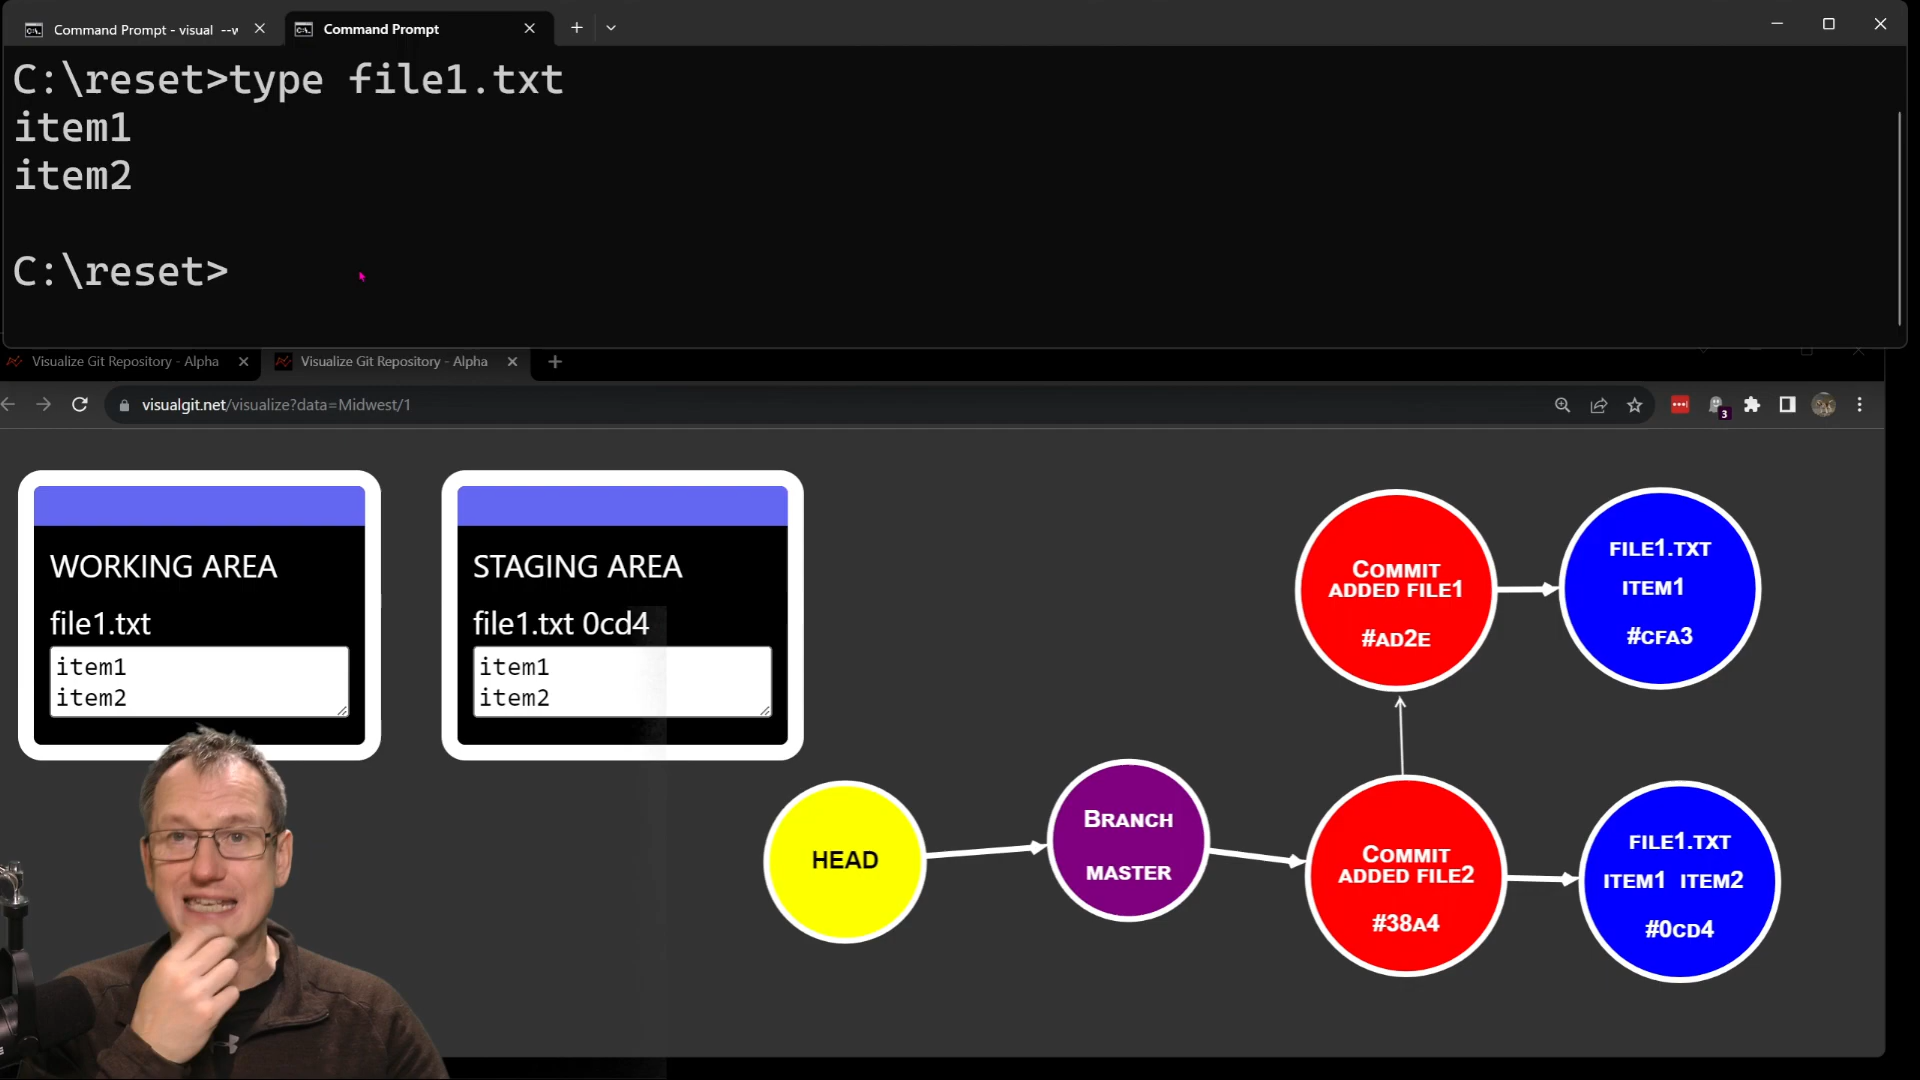 Command Prompt - visual --w
Command Prompt
C:\reset>type file1.txt
item1
item2
C:\reset>
Visualize Git Repository - Alpha
Visualize Git Repository - Alpha
visualgit.net/visualize?data=Midwest/1
3
WORKING AREA
file1.txt
item1
item2
STAGING AREA
file1.txt 0cd4
item1
item2
COMMIT
ADDED FILE1
#AD2E
FILE1.TXT
ITEM1
#CFA3
HEAD
BRANCH
MASTER
COMMIT
ADDED FILE2
#38A4
FILE1.TXT
ITEM1 ITEM2
#0CD4